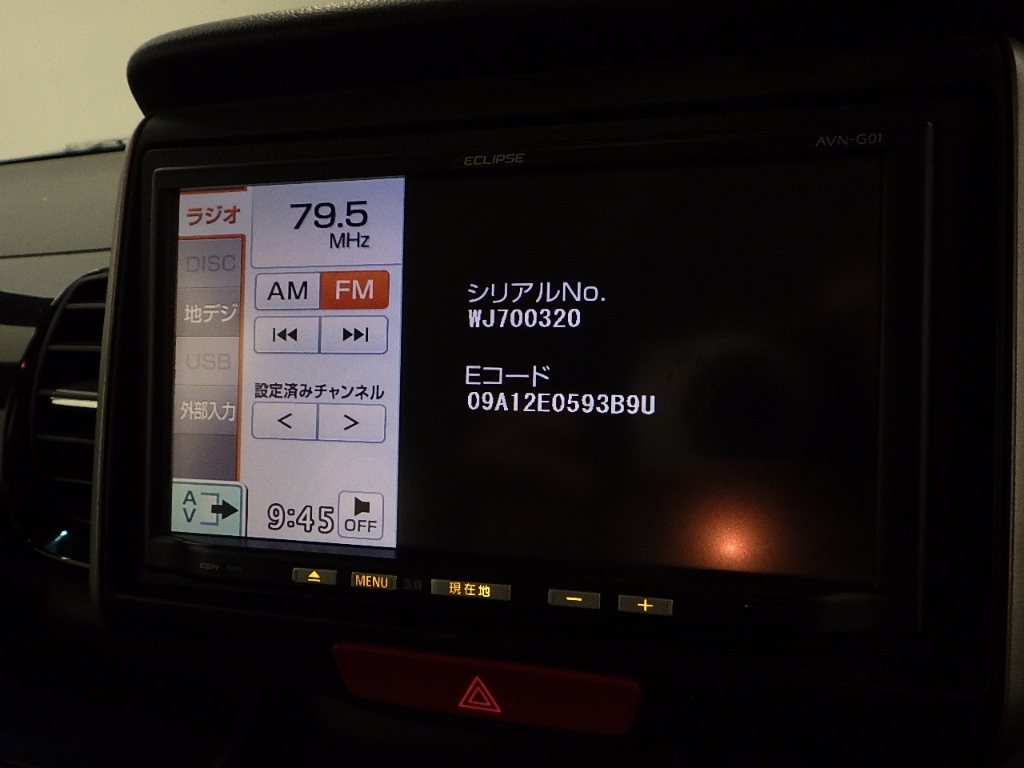 AVN-G01
ECLIPSE
ラジオ
DISC
地デジ
USB
外部入力
AV
79.5
MHz
AM FM
設定済みチャンネル
< >
9:45
OFF
シリアルNo.
WJ700320
Eコード
09A12E0593B9U
ESN
MENU
現在地
− +